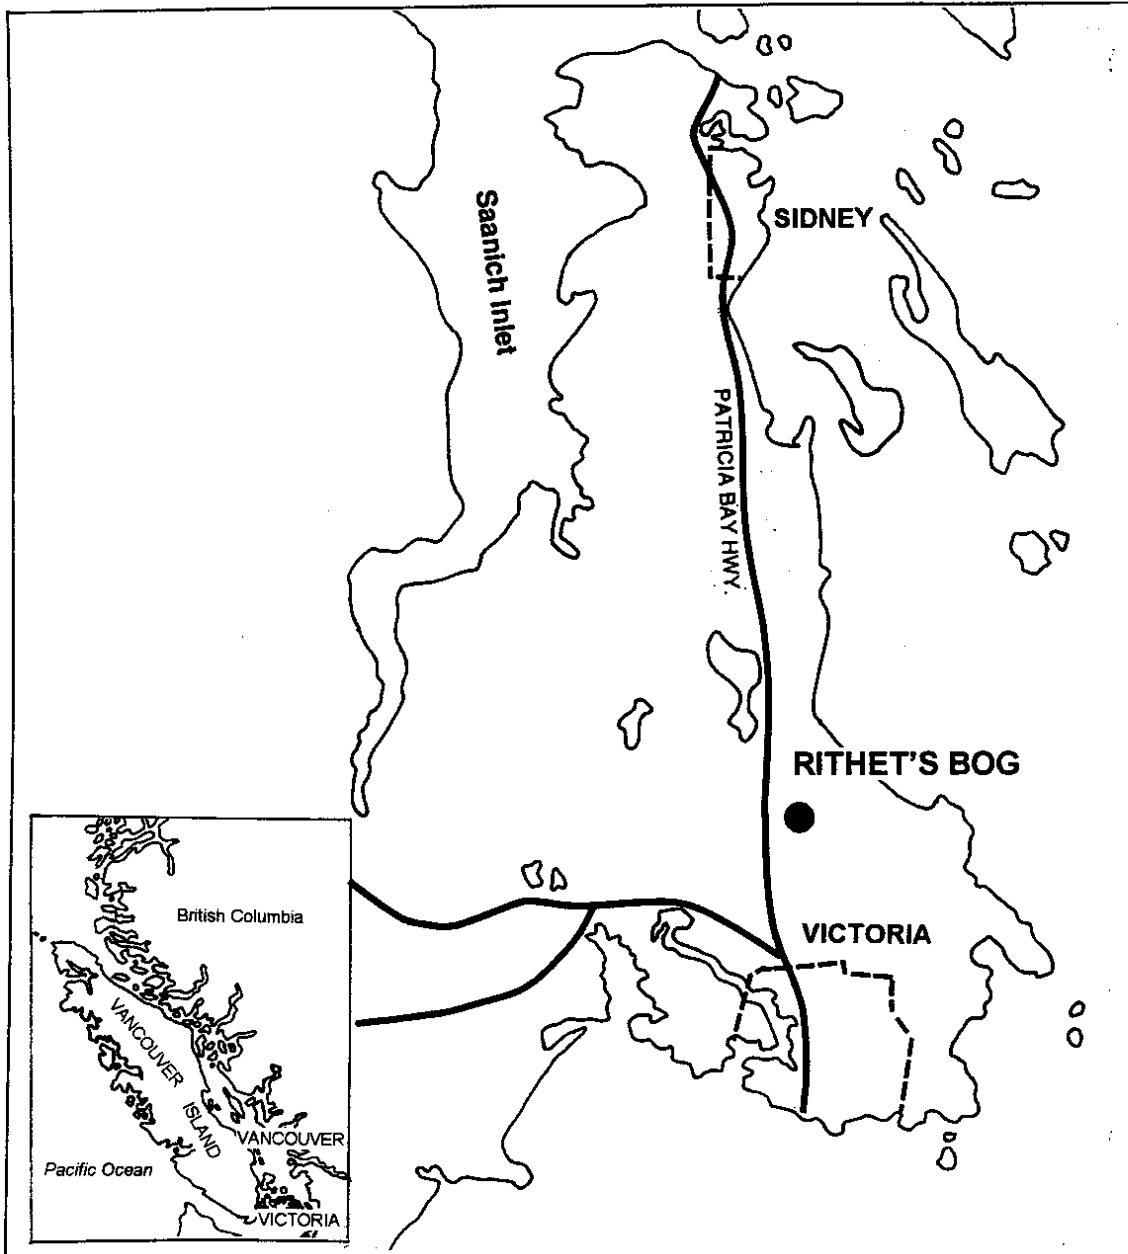 SIDNEY
Saanich Inlet
PATRICIA BAY HWY.
RITHET'S BOG
VICTORIA
British Columbia
VANCOUVER
ISLAND
VANCOUVER
Pacific Ocean
VICTORIA